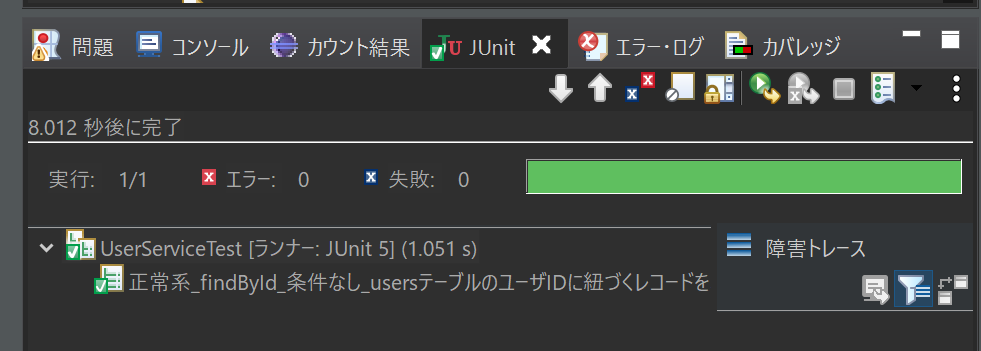 問題 コンソール カウント結果 JUnit エラー・ログ カバレッジ
8.012 秒後に完了
実行: 1/1 エラー: 0 失敗: 0
UserServiceTest [ランナー: JUnit 5] (1.051 s)
障害トレース
正常系_findById_条件なし_usersテーブルのユーザIDに紐づくレコードを